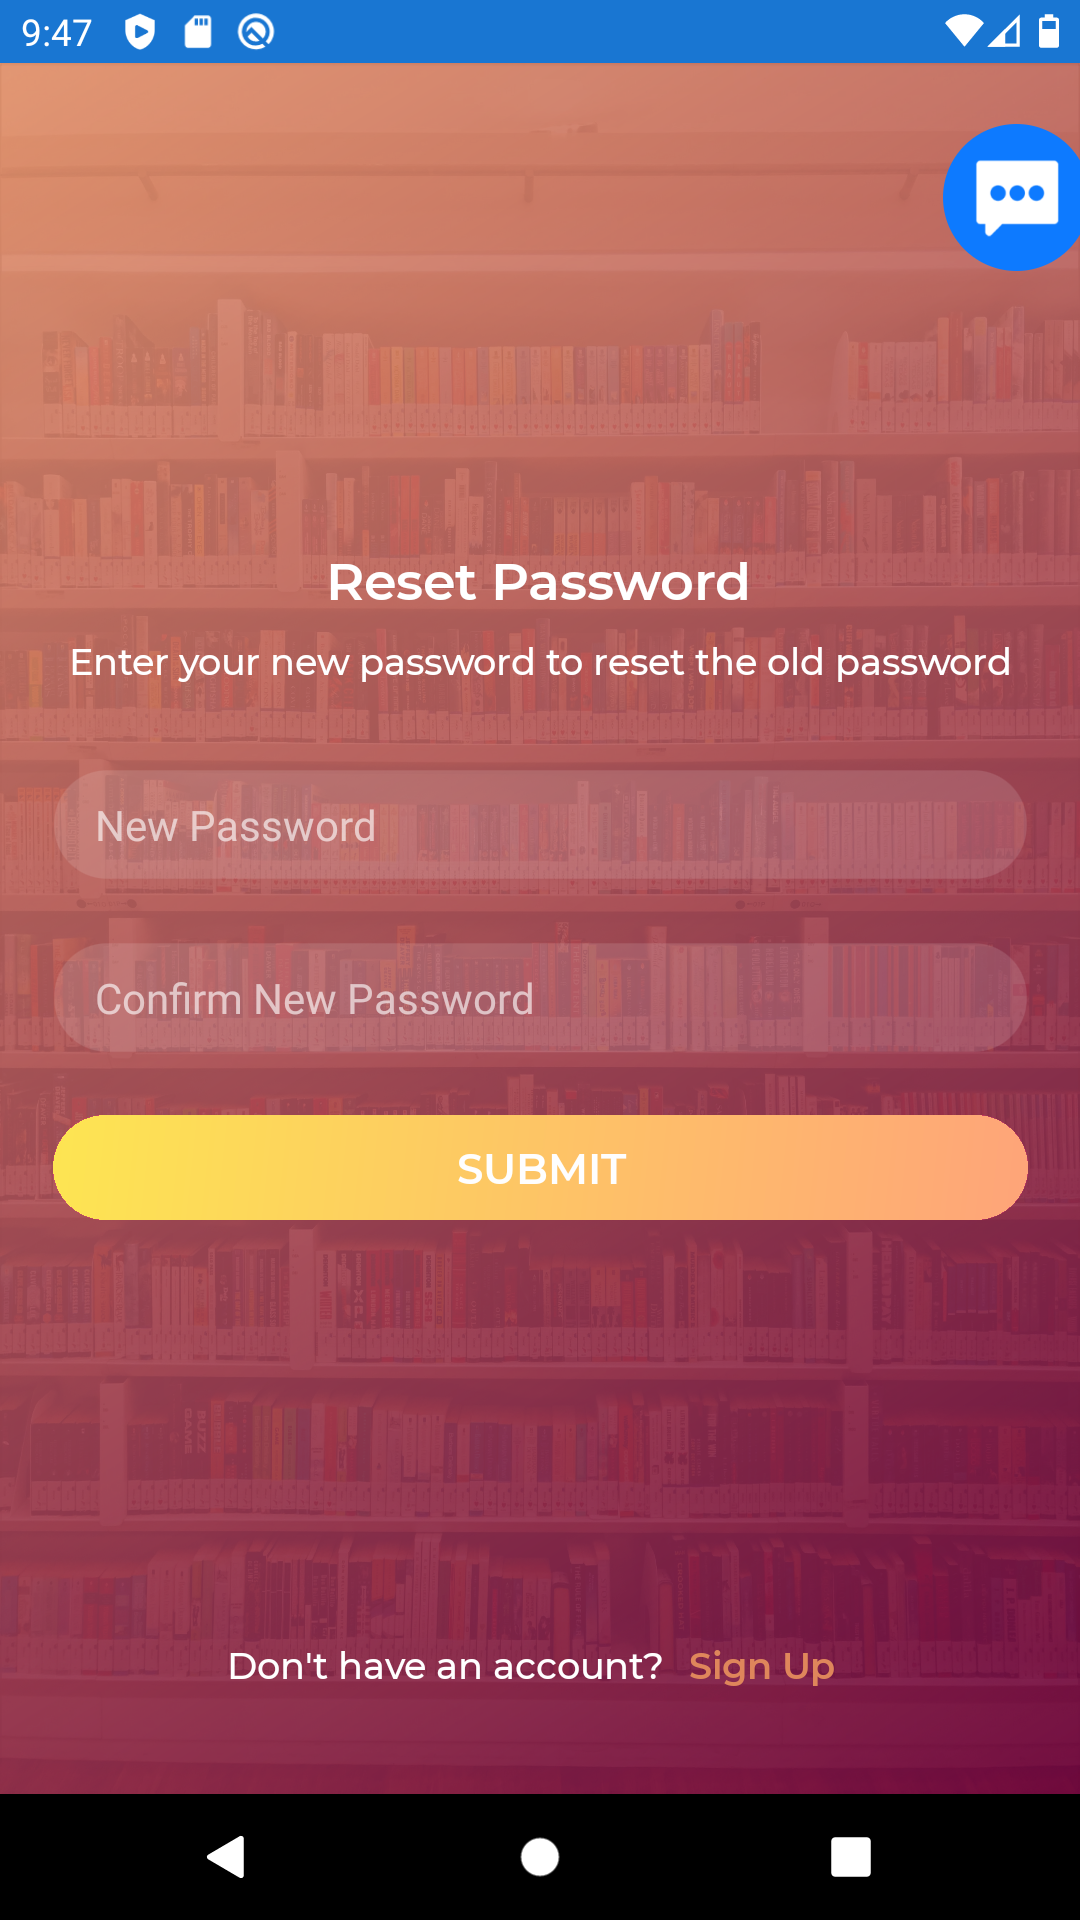 9:47
Reset Password
Enter your new password to reset the old password
New Password
Confirm New Password
SUBMIT
Don't have an account? Sign Up